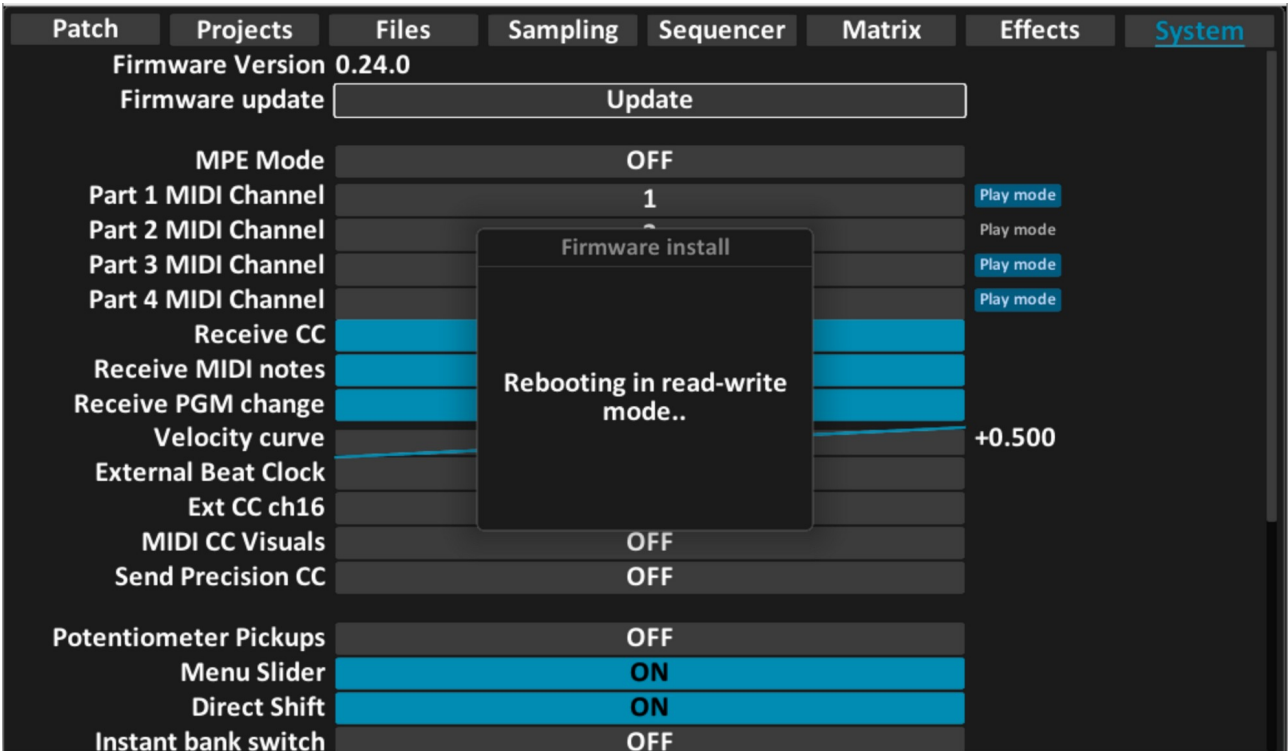 Patch Projects Files Sampling Sequencer Matrix Effects System
Firmware Version 0.24.0
Firmware update Update
MPE Mode OFF
Part 1 MIDI Channel 1 Play mode
Part 2 MIDI Channel Play mode
Part 3 MIDI Channel Play mode
Part 4 MIDI Channel Play mode
Receive CC
Receive MIDI notes
Receive PGM change
Velocity curve +0.500
External Beat Clock
Ext CC ch16
MIDI CC Visuals OFF
Send Precision CC OFF
Potentiometer Pickups OFF
Menu Slider ON
Direct Shift ON
Instant bank switch OFF
Firmware install
Rebooting in read-write
mode..